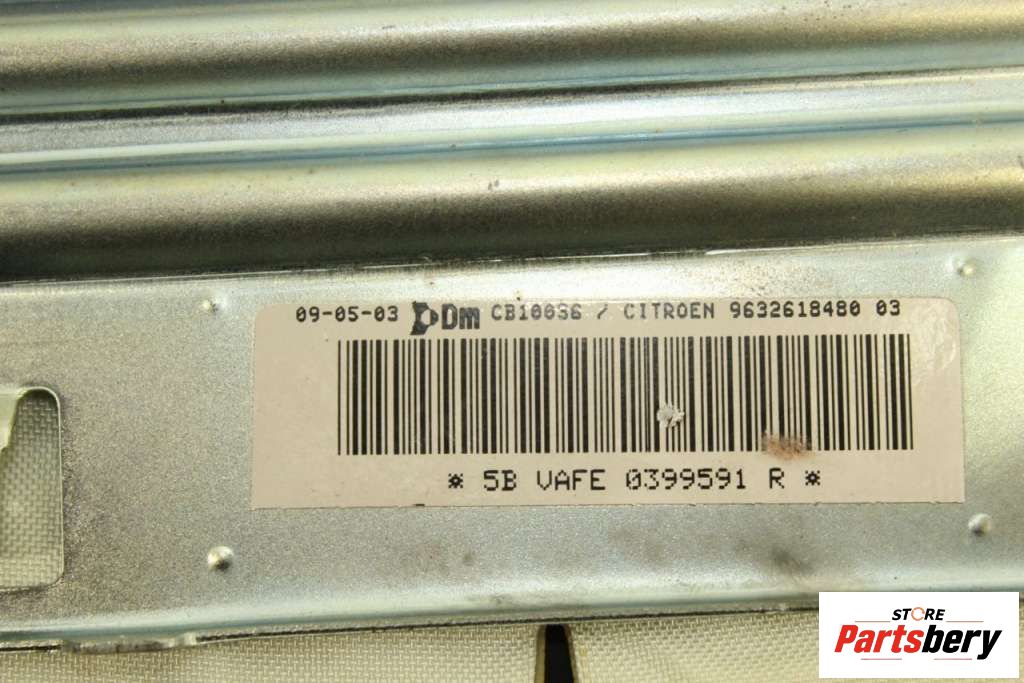 09-05-03 Dm CB10036 / CITROEN 9632618480 03
* 5B VAFE 0399591 R *
STORE
Partsbery